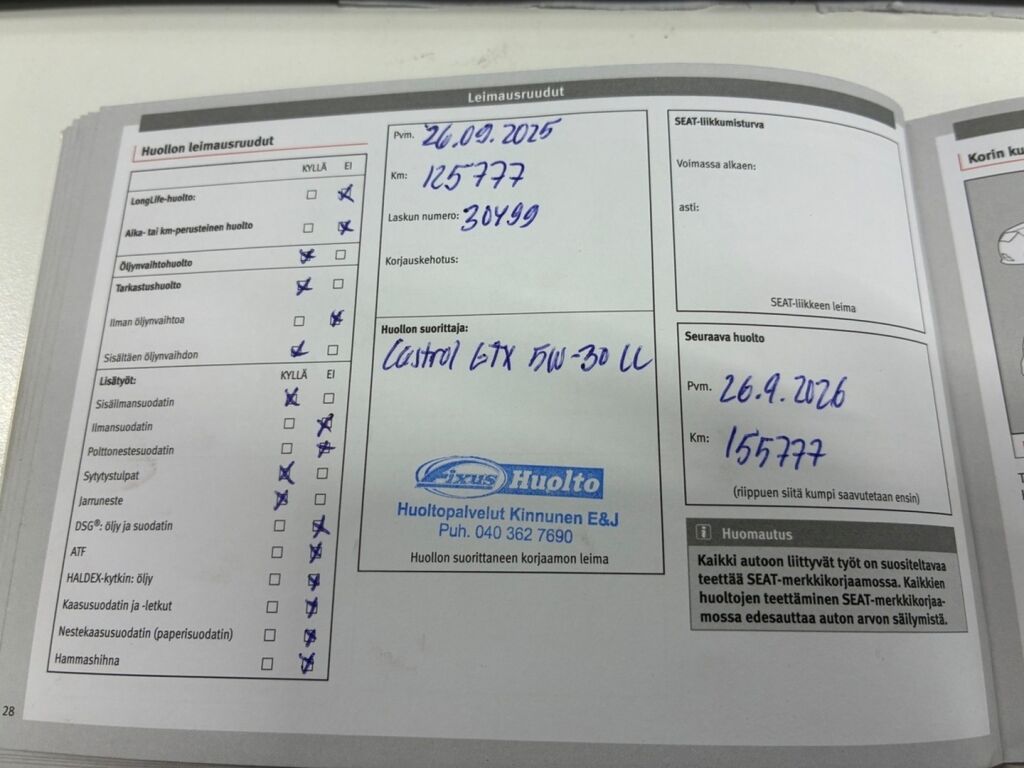 Leimausruudut
Huollon leimausruudut
KYLLÄ EI
LongLife-huolto:
Aika- tai km-perusteinen huolto
Öljynvaihtohuolto
Tarkastushuolto
Ilman öljynvaihtoa
Sisältäen öljynvaihdon
Lisätyöt: KYLLÄ EI
Sisäilmansuodatin
Ilmansuodatin
Polttonestesuodatin
Sytytystulpat
Jarruneste
DSG®: öljy ja suodatin
ATF
HALDEX-kytkin: öljy
Kaasusuodatin ja -letkut
Nestekaasusuodatin (paperisuodatin)
Hammashihna
28
Pvm. 26.09.2025
Km: 125777
Laskun numero: 30499
Korjauskehotus:
Huollon suorittaja:
Castrol GTX 5W-30 LL
Fixus Huolto
Huoltopalvelut Kinnunen E&J
Puh. 040 362 7690
Huollon suorittaneen korjaamon leima
SEAT-liikkumisturva
Voimassa alkaen:
asti:
SEAT-liikkeen leima
Seuraava huolto
Pvm. 26.9.2026
Km: 155777
(riippuen siitä kumpi saavutetaan ensin)
i Huomautus
Kaikki autoon liittyvät työt on suositeltavaa
teettää SEAT-merkkikorjaamossa. Kaikkien
huoltojen teettäminen SEAT-merkkikorjaa-
mossa edesauttaa auton arvon säilymistä.
Korin ku